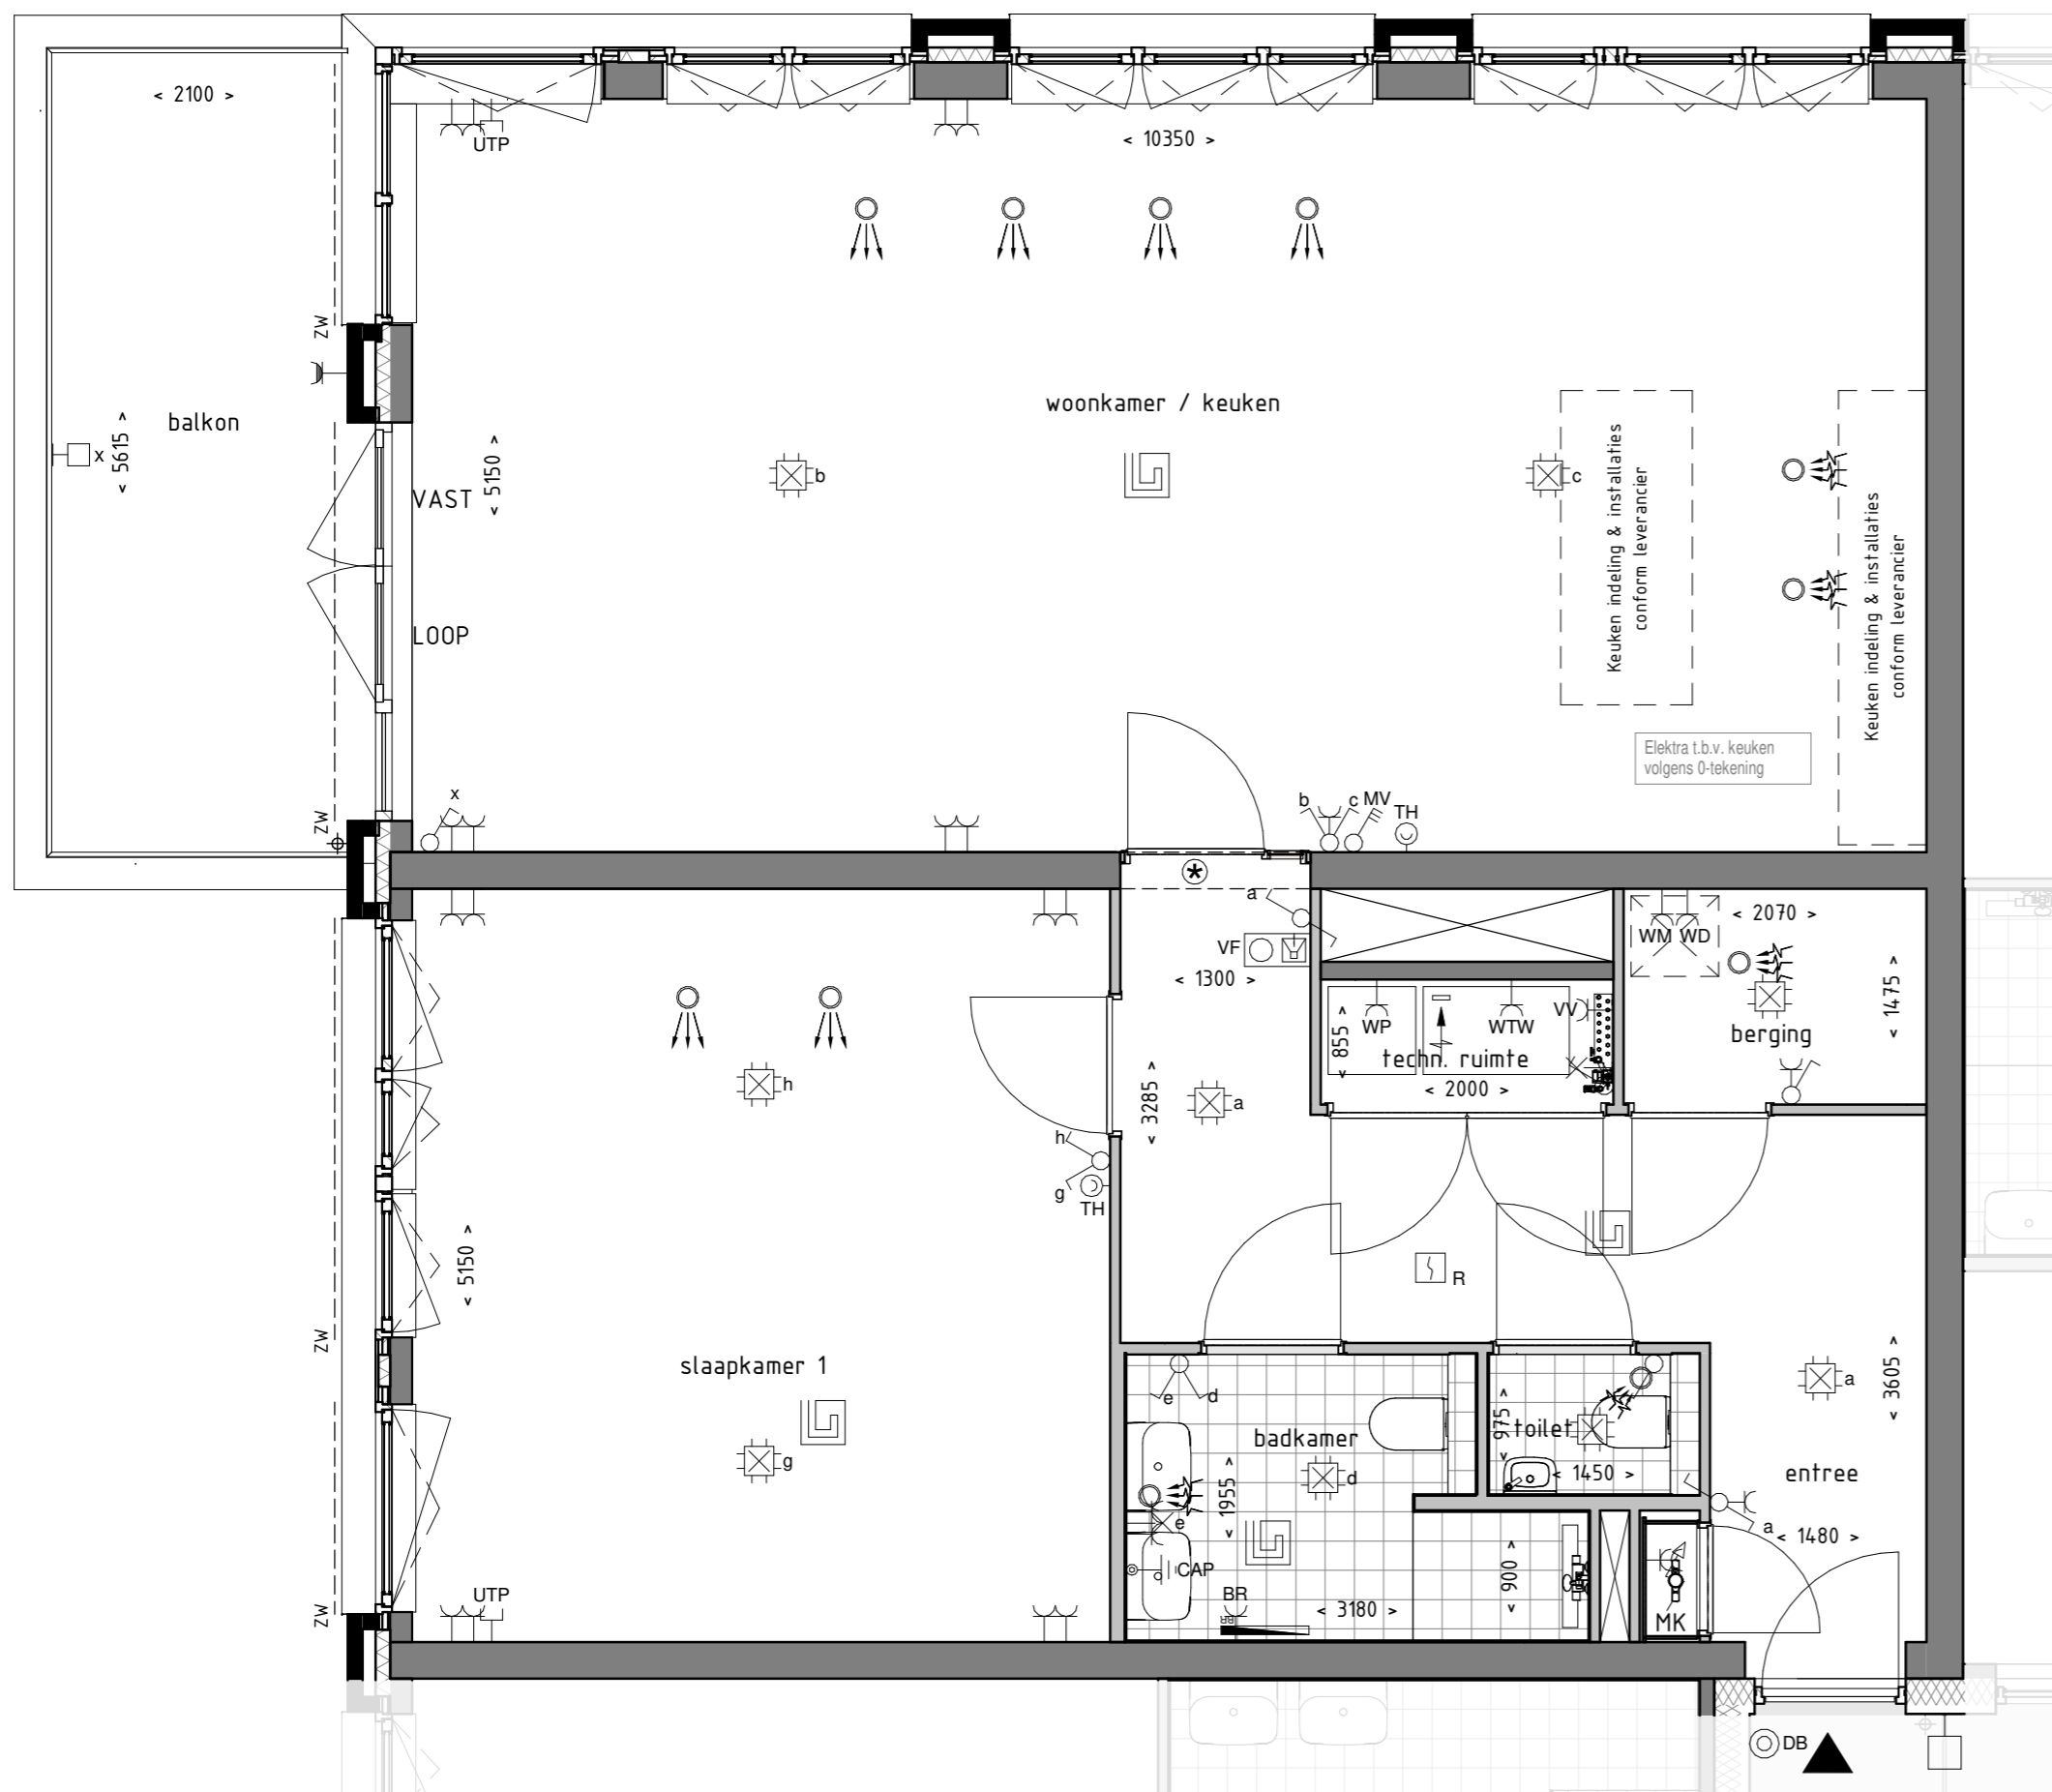 < 2100 >
UTP
< 10350 >
ZW
balkon
x
< 5615 >
< 5150 >
VAST
LOOP
woonkamer / keuken
b
c
Keuken indeling & installaties
conform leverancier
Keuken indeling & installaties
conform leverancier
Elektra t.b.v. keuken
volgens 0-tekening
ZW
x
b
c
MV
TH
*
a
VF
< 1300 >
WM
WD
< 2070 >
< 1475 >
berging
WP
WTW
VV
< 855 >
techn. ruimte
< 2000 >
< 3285 >
a
h
h
g
TH
< 5150 >
R
ZW
slaapkamer 1
g
e
d
badkamer
d
< 1955 >
e
CAP
BR
< 3180 >
< 900 >
< 975 >
toilet
< 1450 >
< 3605 >
a
entree
a
< 1480 >
MK
ZW
UTP
DB